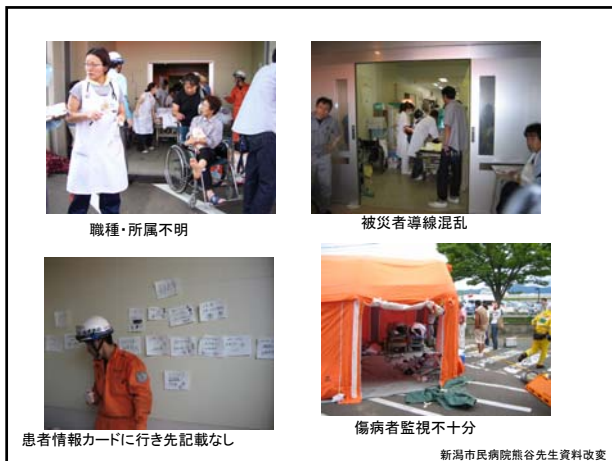 職種・所属不明
被災者導線混乱
患者情報カードに行き先記載なし
傷病者監視不十分
新潟市民病院熊谷先生資料改変